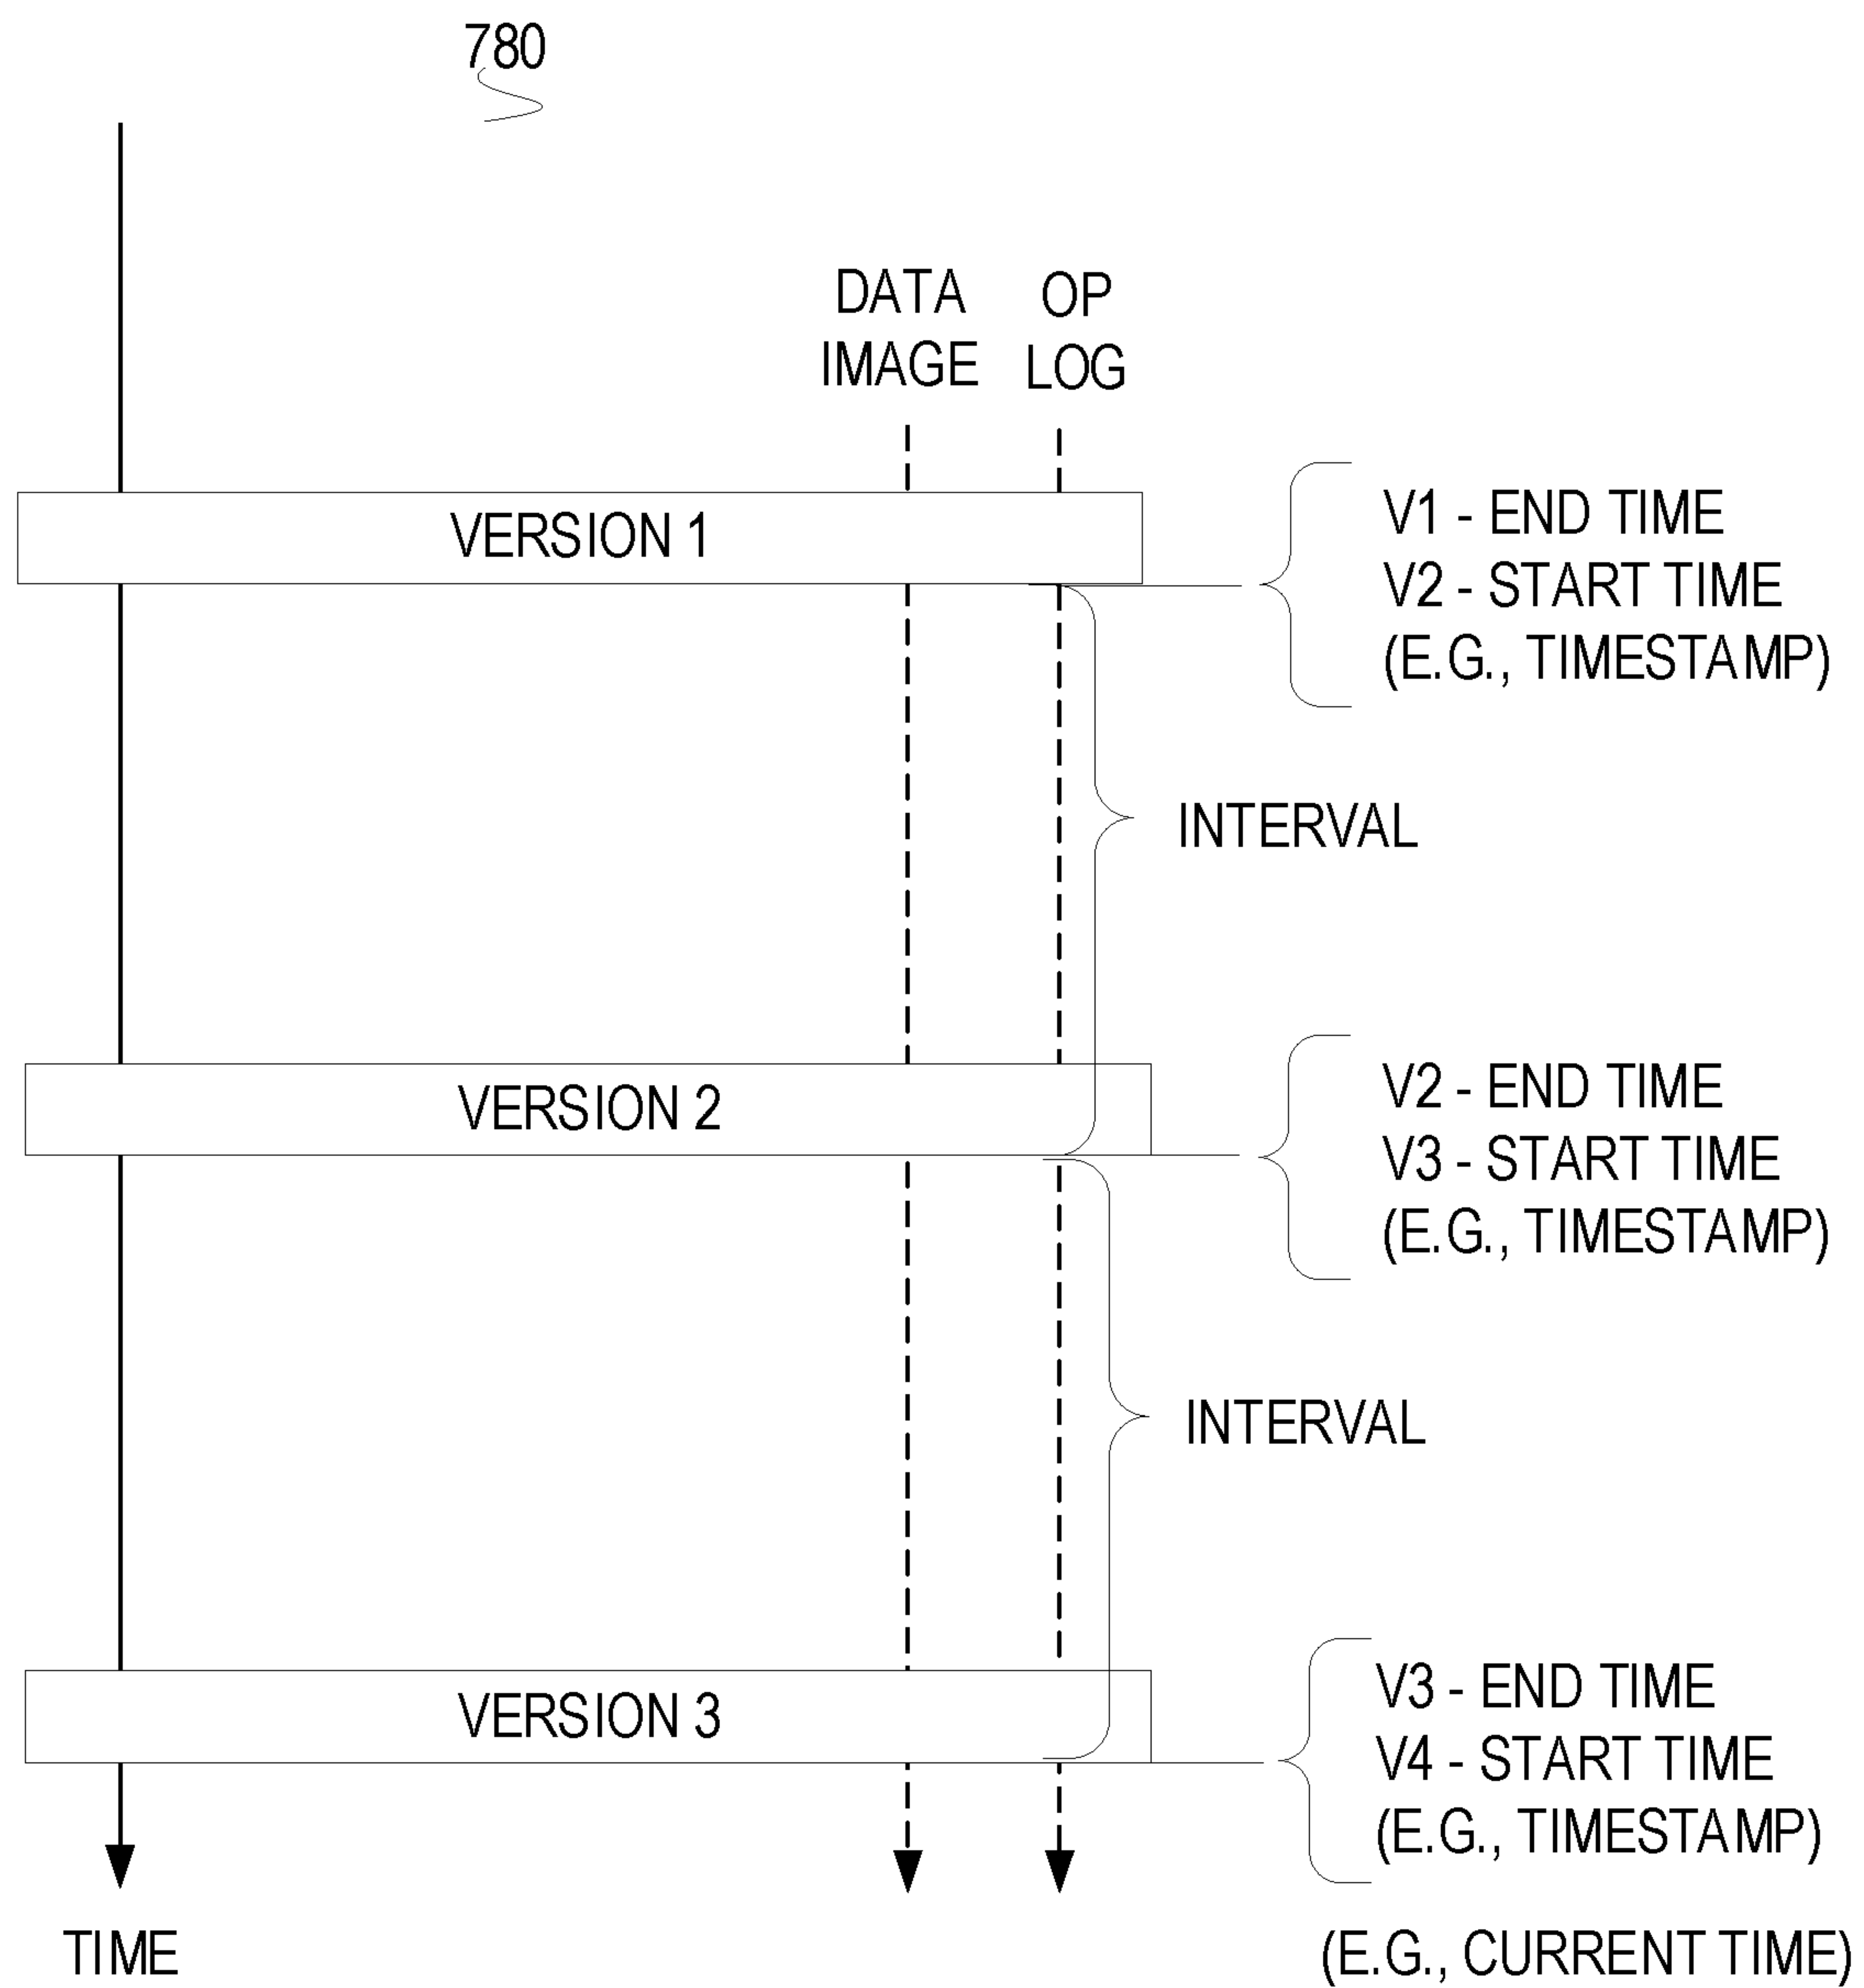 780
DATA
IMAGE
OP
LOG
VERSION 1
V1 - END TIME
V2 - START TIME
(E.G., TIMESTAMP)
INTERVAL
VERSION 2
V2 - END TIME
V3 - START TIME
(E.G., TIMESTAMP)
INTERVAL
VERSION 3
V3 - END TIME
V4 - START TIME
(E.G., TIMESTAMP)
TIME
(E.G., CURRENT TIME)